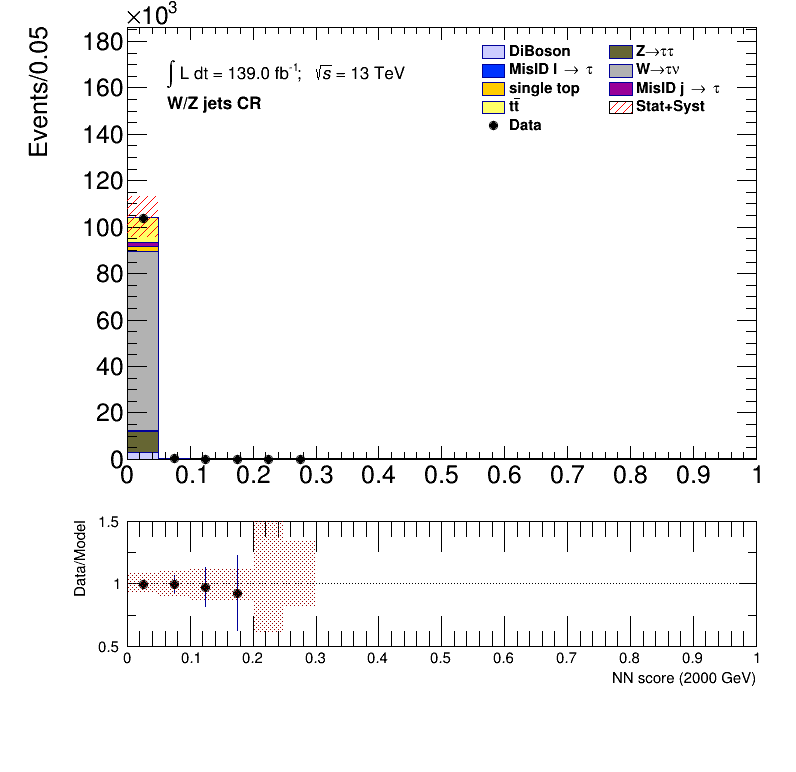 ×10³
Events/0.05
180
160
140
120
100
80
60
40
20
0
∫ L dt = 139.0 fb⁻¹; √s = 13 TeV
W/Z jets CR
DiBoson
MisID l → τ
single top
tt̄
Data
Z→ττ
W→τν
MisID j → τ
Stat+Syst
0 0.1 0.2 0.3 0.4 0.5 0.6 0.7 0.8 0.9 1
Data/Model
1.5
1
0.5
0 0.1 0.2 0.3 0.4 0.5 0.6 0.7 0.8 0.9 1
NN score (2000 GeV)